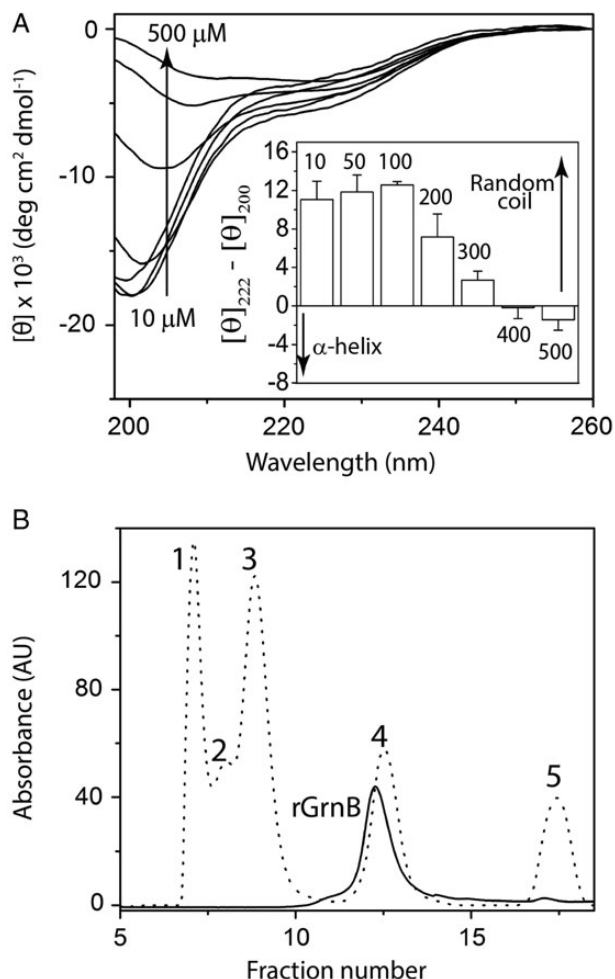 A
0
-10
-20
[θ] x 10³ (deg cm² dmol⁻¹)
500 μM
10 μM
16
12
8
4
0
-4
-8
[θ]₂₂₂ - [θ]₂₀₀
10
50
100
200
300
400
500
Random
coil
α-helix
200
220
240
260
Wavelength (nm)
B
120
80
40
0
Absorbance (AU)
1
2
3
4
5
rGrnB
5
10
15
Fraction number